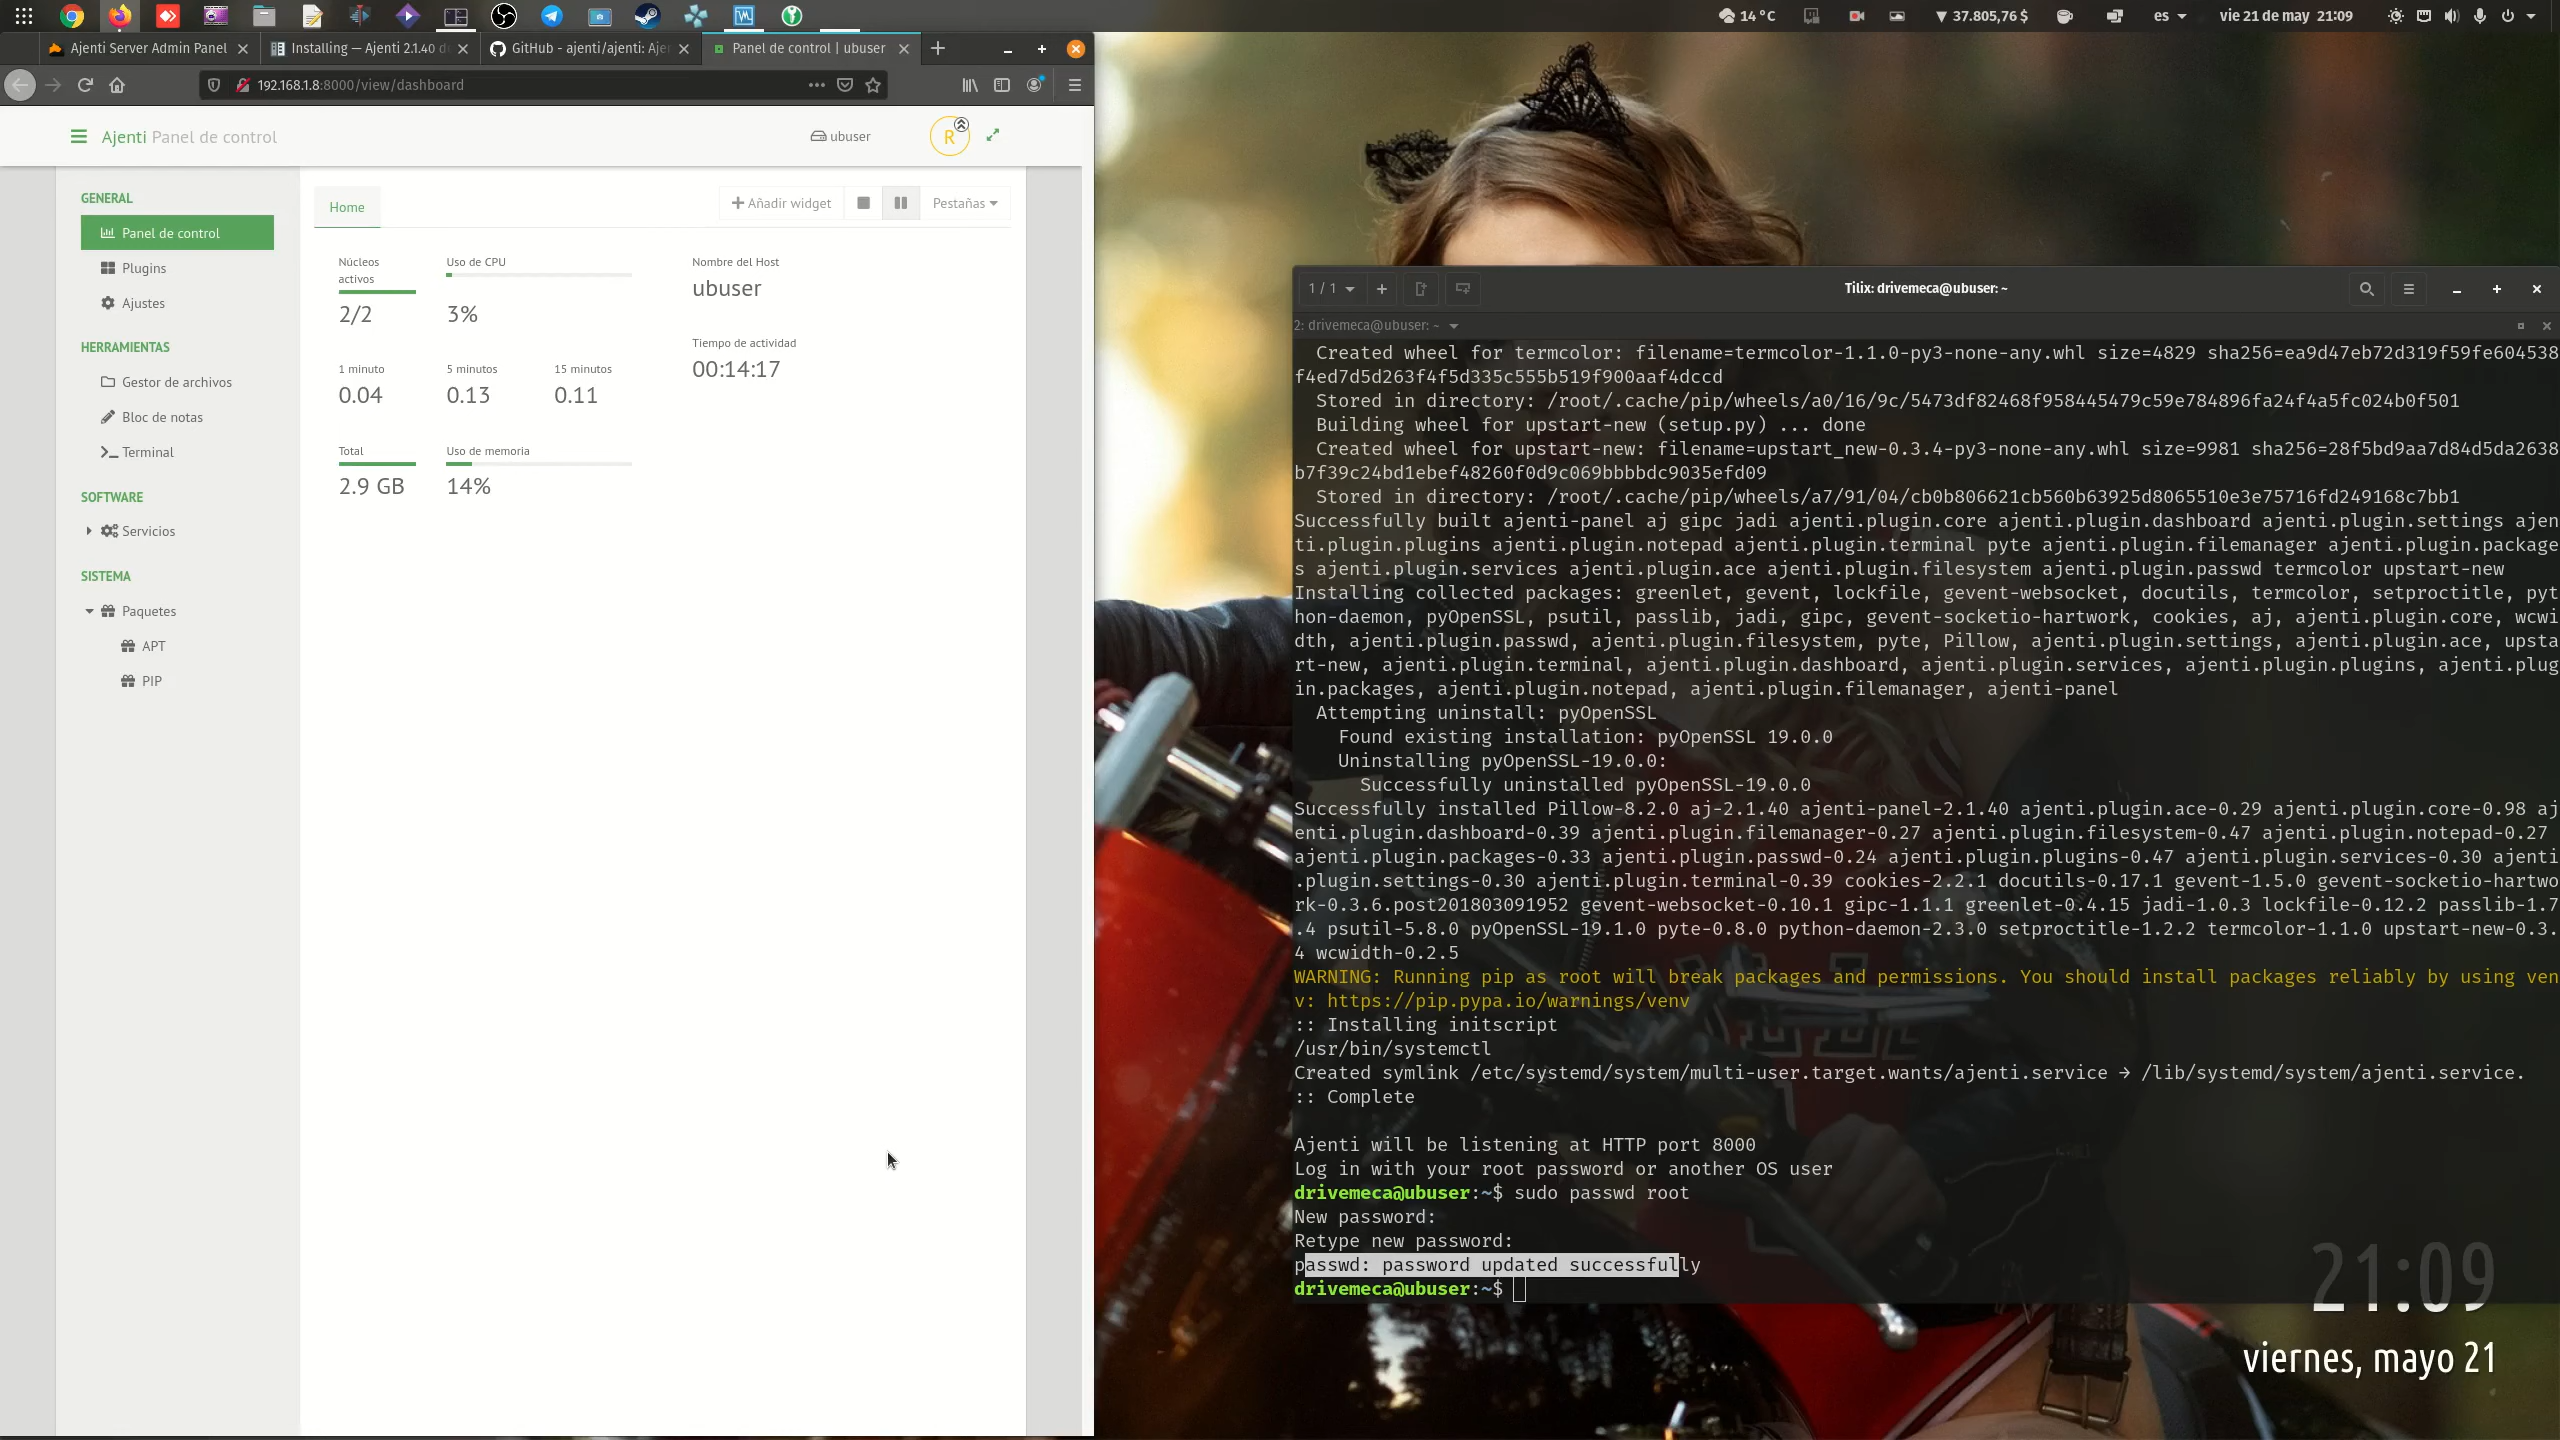 14 °C
▼ 37.805,76 $
es
vie 21 de may 21:09
Ajenti Server Admin Panel
Installing — Ajenti 2.1.40 d
GitHub - ajenti/ajenti: Aje
Panel de control | ubuser
192.168.1.8:8000/view/dashboard
Ajenti Panel de control
ubuser
R
GENERAL
Panel de control
Plugins
Ajustes
HERRAMIENTAS
Gestor de archivos
Bloc de notas
Terminal
SOFTWARE
Servicios
SISTEMA
Paquetes
APT
PIP
Home
Añadir widget
Pestañas
Núcleos activos
2/2
Uso de CPU
3%
Nombre del Host
ubuser
Tiempo de actividad
00:14:17
1 minuto
0.04
5 minutos
0.13
15 minutos
0.11
Total
2.9 GB
Uso de memoria
14%
1 / 1
Tilix: drivemeca@ubuser: ~
2: drivemeca@ubuser: ~
Created wheel for termcolor: filename=termcolor-1.1.0-py3-none-any.whl size=4829 sha256=ea9d47eb72d319f59fe604538
f4ed7d5d263f4f5d335c555b519f900aaf4dccd
Stored in directory: /root/.cache/pip/wheels/a0/16/9c/5473df82468f958445479c59e784896fa24f4a5fc024b0f501
Building wheel for upstart-new (setup.py) ... done
Created wheel for upstart-new: filename=upstart_new-0.3.4-py3-none-any.whl size=9981 sha256=28f5bd9aa7d84d5da2638
b7f39c24bd1ebef48260f0d9c069bbbbdc9035efd09
Stored in directory: /root/.cache/pip/wheels/a7/91/04/cb0b806621cb560b63925d8065510e3e75716fd249168c7bb1
Successfully built ajenti-panel aj gipc jadi ajenti.plugin.core ajenti.plugin.dashboard ajenti.plugin.settings ajen
ti.plugin.plugins ajenti.plugin.notepad ajenti.plugin.terminal pyte ajenti.plugin.filemanager ajenti.plugin.package
s ajenti.plugin.services ajenti.plugin.ace ajenti.plugin.filesystem ajenti.plugin.passwd termcolor upstart-new
Installing collected packages: greenlet, gevent, lockfile, gevent-websocket, docutils, termcolor, setproctitle, pyt
hon-daemon, pyOpenSSL, psutil, passlib, jadi, gipc, gevent-socketio-hartwork, cookies, aj, ajenti.plugin.core, wcwi
dth, ajenti.plugin.passwd, ajenti.plugin.filesystem, pyte, Pillow, ajenti.plugin.settings, ajenti.plugin.ace, upsta
rt-new, ajenti.plugin.terminal, ajenti.plugin.dashboard, ajenti.plugin.services, ajenti.plugin.plugins, ajenti.plug
in.packages, ajenti.plugin.notepad, ajenti.plugin.filemanager, ajenti-panel
Attempting uninstall: pyOpenSSL
Found existing installation: pyOpenSSL 19.0.0
Uninstalling pyOpenSSL-19.0.0:
Successfully uninstalled pyOpenSSL-19.0.0
Successfully installed Pillow-8.2.0 aj-2.1.40 ajenti-panel-2.1.40 ajenti.plugin.ace-0.29 ajenti.plugin.core-0.98 aj
enti.plugin.dashboard-0.39 ajenti.plugin.filemanager-0.27 ajenti.plugin.filesystem-0.47 ajenti.plugin.notepad-0.27
ajenti.plugin.packages-0.33 ajenti.plugin.passwd-0.24 ajenti.plugin.plugins-0.47 ajenti.plugin.services-0.30 ajenti
.plugin.settings-0.30 ajenti.plugin.terminal-0.39 cookies-2.2.1 docutils-0.17.1 gevent-1.5.0 gevent-socketio-hartwo
rk-0.3.6.post201803091952 gevent-websocket-0.10.1 gipc-1.1.1 greenlet-0.4.15 jadi-1.0.3 lockfile-0.12.2 passlib-1.7
.4 psutil-5.8.0 pyOpenSSL-19.1.0 pyte-0.8.0 python-daemon-2.3.0 setproctitle-1.2.2 termcolor-1.1.0 upstart-new-0.3.
4 wcwidth-0.2.5
WARNING: Running pip as root will break packages and permissions. You should install packages reliably by using ven
v: https://pip.pypa.io/warnings/venv
:: Installing initscript
/usr/bin/systemctl
Created symlink /etc/systemd/system/multi-user.target.wants/ajenti.service → /lib/systemd/system/ajenti.service.
:: Complete
Ajenti will be listening at HTTP port 8000
Log in with your root password or another OS user
drivemeca@ubuser:~$ sudo passwd root
New password:
Retype new password:
passwd: password updated successfully
drivemeca@ubuser:~$
21:09
viernes, mayo 21